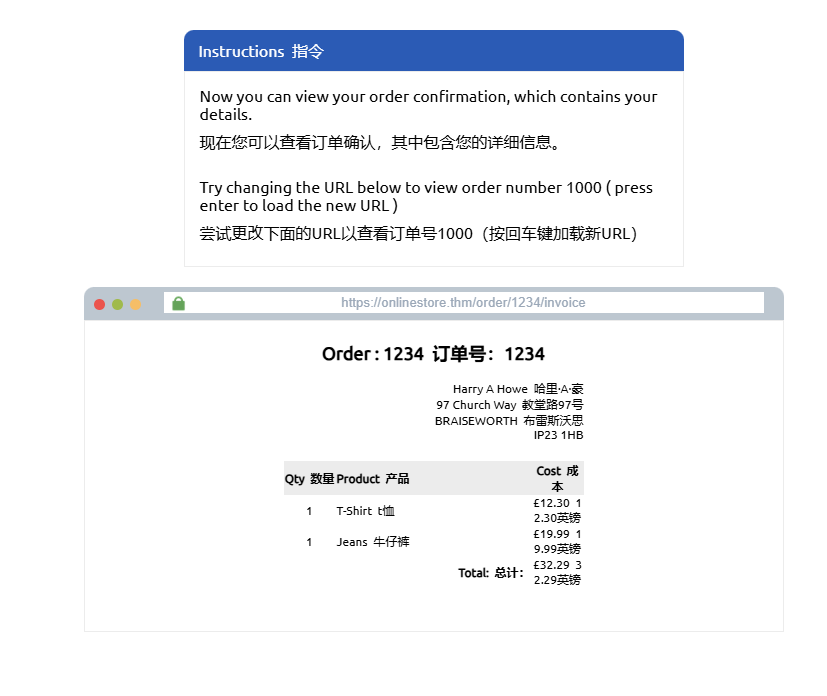 Instructions 指令
Now you can view your order confirmation, which contains your
details.
现在您可以查看订单确认，其中包含您的详细信息。
Try changing the URL below to view order number 1000 ( press
enter to load the new URL )
尝试更改下面的URL以查看订单号1000（按回车键加载新URL）
https://onlinestore.thm/order/1234/invoice
Order : 1234 订单号：1234
Harry A Howe 哈里·A·豪
97 Church Way 教堂路97号
BRAISEWORTH 布雷斯沃思
IP23 1HB
Qty 数量 Product 产品 Cost 成
本
1 T-Shirt t恤 £12.30 1
2.30英镑
1 Jeans 牛仔裤 £19.99 1
9.99英镑
Total: 总计： £32.29 3
2.29英镑